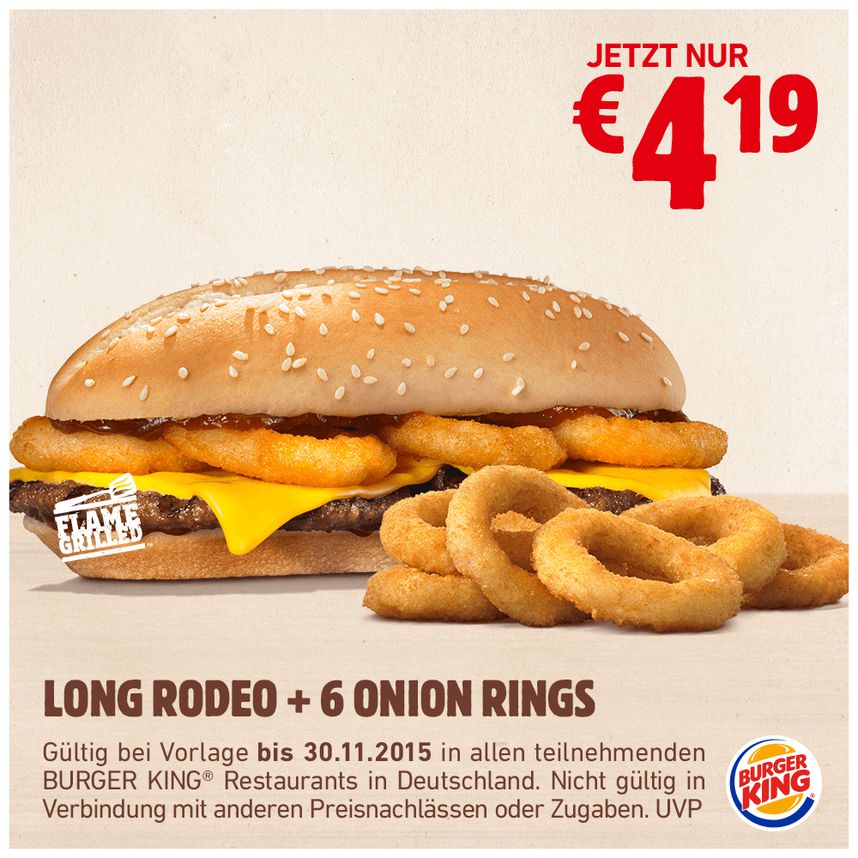 JETZT NUR
€4 19
FLAME
GRILLED
LONG RODEO + 6 ONION RINGS
Gültig bei Vorlage bis 30.11.2015 in allen teilnehmenden
BURGER KING® Restaurants in Deutschland. Nicht gültig in
Verbindung mit anderen Preisnachlässen oder Zugaben. UVP
BURGER
KING®